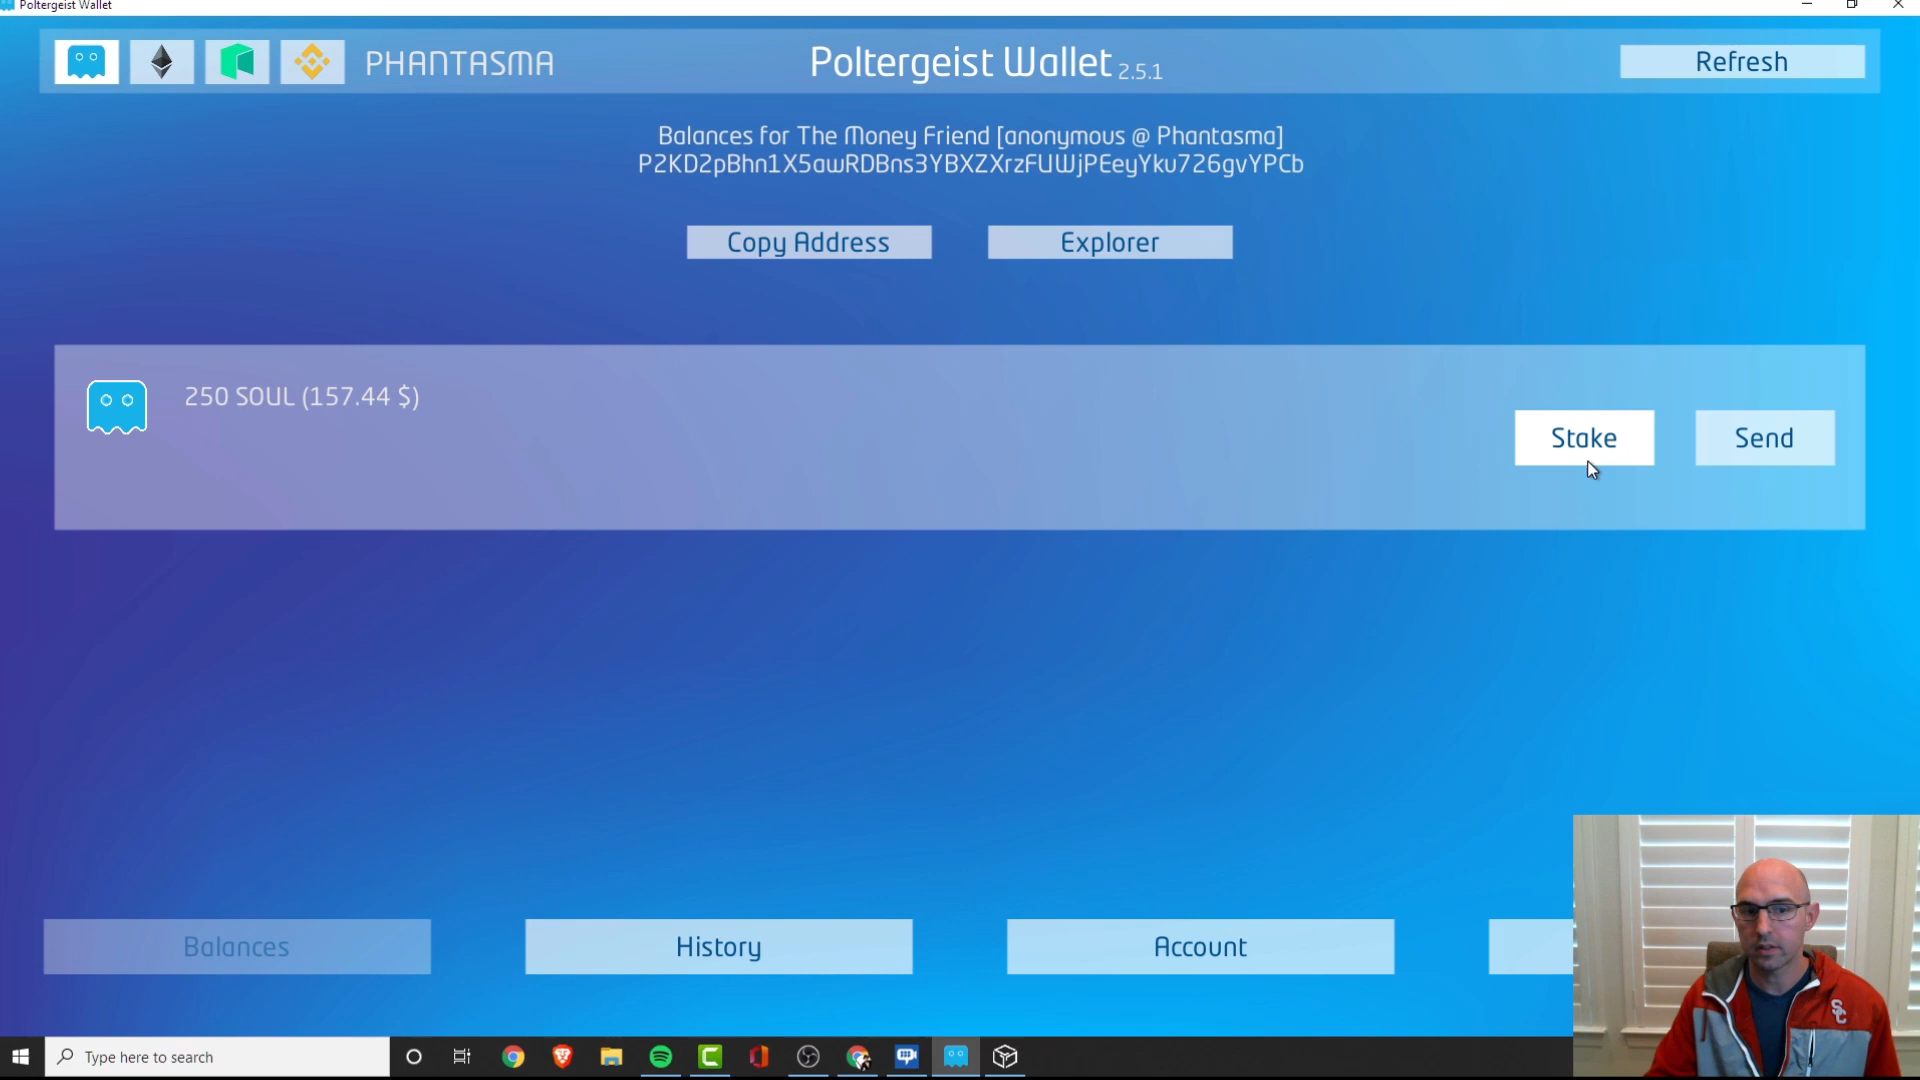 Poltergeist Wallet
PHANTASMA
Poltergeist Wallet 2.5.1
Refresh
Balances for The Money Friend [anonymous @ Phantasma]
P2KD2pBhn1X5awRDBns3YBXZXrzFUWjPEeyYku726gvYPCb
Copy Address
Explorer
250 SOUL (157.44 $)
Stake
Send
Balances
History
Account
SC
Type here to search